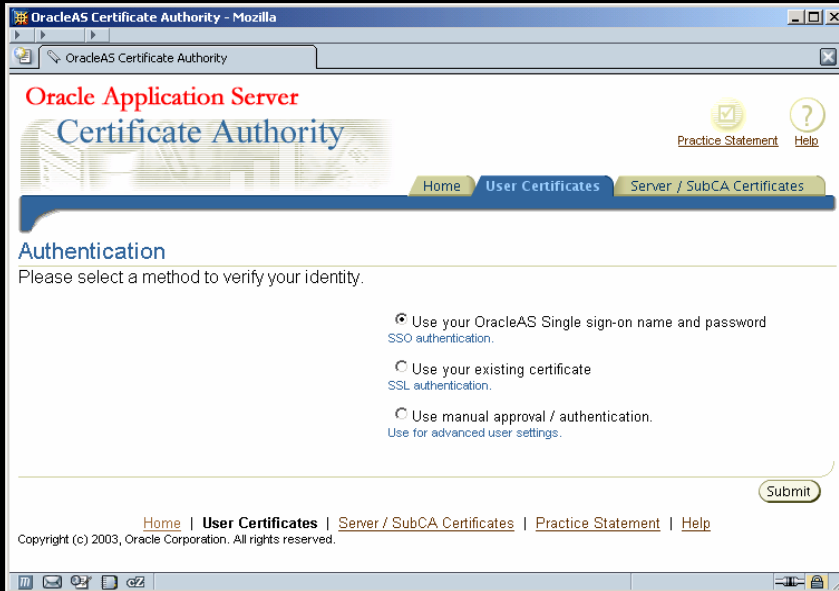 OracleAS Certificate Authority - Mozilla
OracleAS Certificate Authority
Oracle Application Server
Certificate Authority
Practice Statement Help
Home User Certificates Server / SubCA Certificates
Authentication
Please select a method to verify your identity.
Use your OracleAS Single sign-on name and password
SSO authentication.
Use your existing certificate
SSL authentication.
Use manual approval / authentication.
Use for advanced user settings.
Submit
Home | User Certificates | Server / SubCA Certificates | Practice Statement | Help
Copyright (c) 2003, Oracle Corporation. All rights reserved.